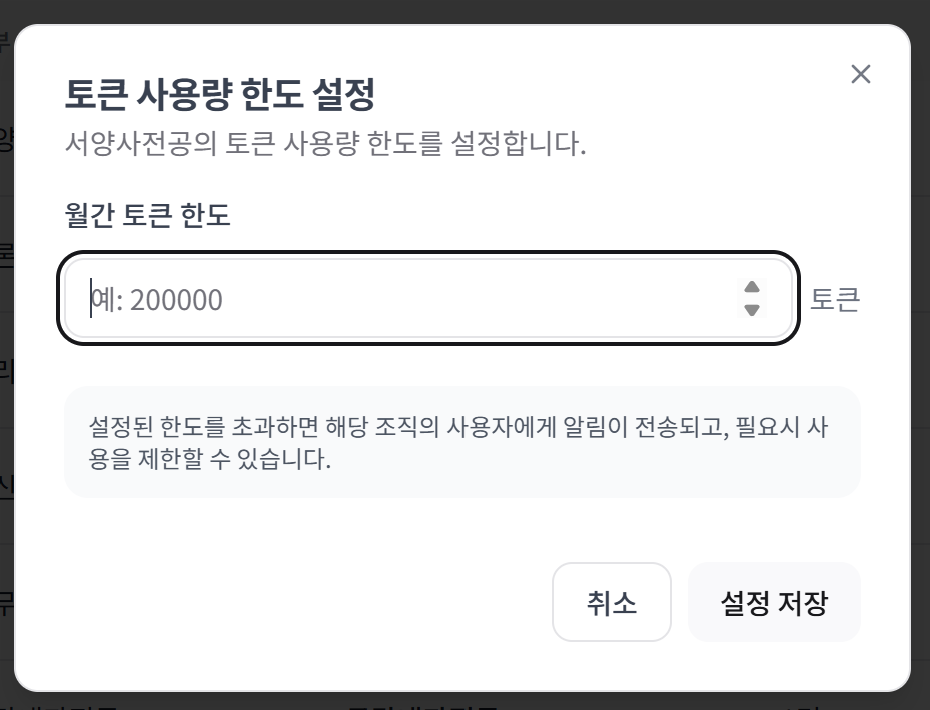 토큰 사용량 한도 설정
서양사전공의 토큰 사용량 한도를 설정합니다.
월간 토큰 한도
예: 200000
토큰
설정된 한도를 초과하면 해당 조직의 사용자에게 알림이 전송되고, 필요시 사
용을 제한할 수 있습니다.
취소
설정 저장